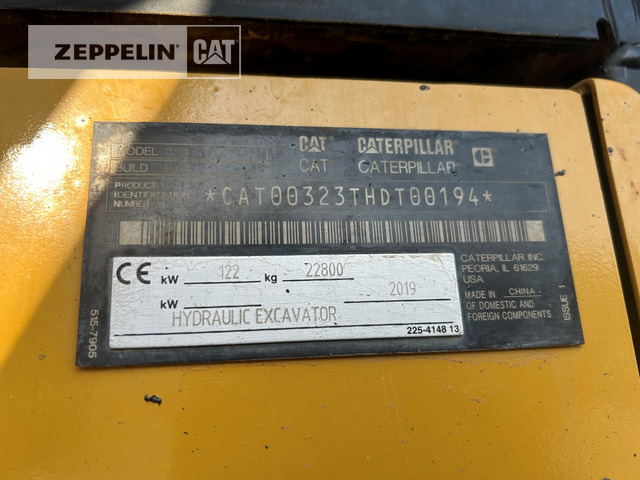 ZEPPELIN CAT
MODEL
BUILD
CAT CATERPILLAR C
CAT CATERPILLAR
PRODUCT
IDENTIFICATION
NUMBER
*CAT00323THDT00194*
CE kW 122 kg 22800
kW 2019
HYDRAULIC EXCAVATOR
225-4148 13
CATERPILLAR INC.
PEORIA, IL 61629
USA
MADE IN CHINA
OF DOMESTIC AND
FOREIGN COMPONENTS
515-7905
ISSUE 1